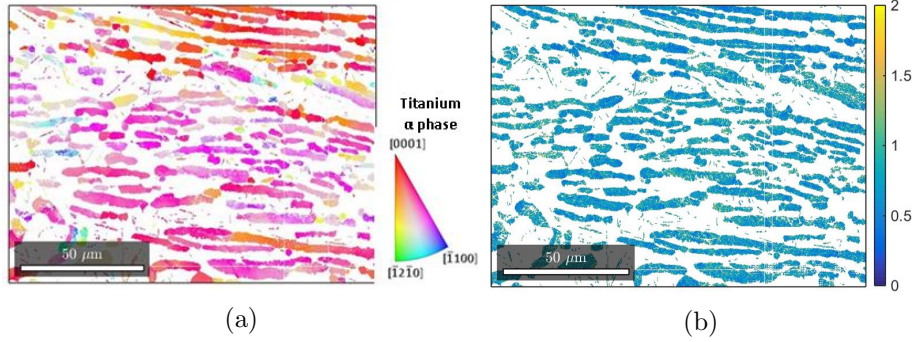 Titanium
α phase
[0001]
[1̄21̄0]
[1̄100]
50 μm
(a)
2
1.5
1
0.5
0
50 μm
(b)